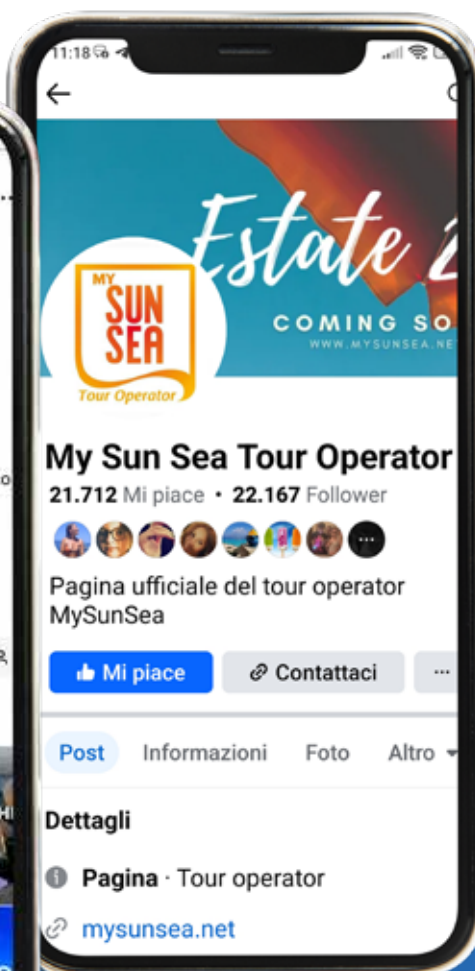 11:18
Estate 2
COMING SO
WWW.MYSUNSEA.NE
MY
SUN
SEA
Tour Operator
My Sun Sea Tour Operator
21.712 Mi piace • 22.167 Follower
Pagina ufficiale del tour operator
MySunSea
Mi piace
Contattaci
Post Informazioni Foto Altro
Dettagli
Pagina · Tour operator
mysunsea.net